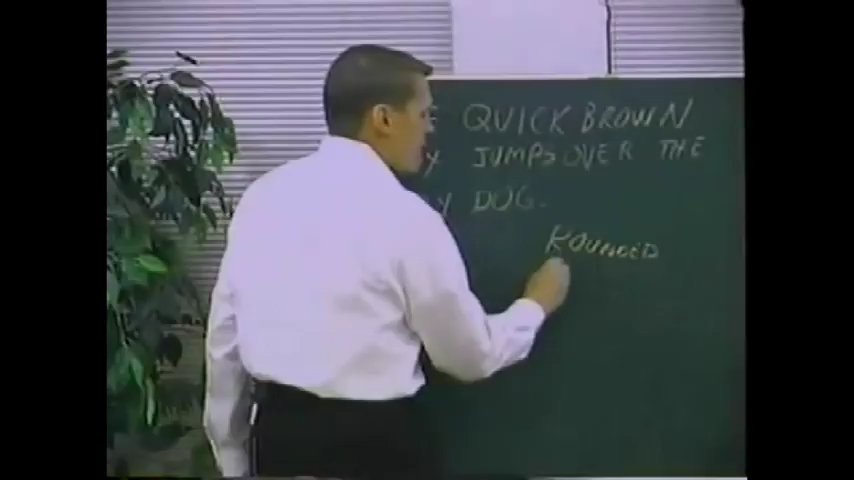 E QUICK BROWN
Y JUMPS OVER THE
Y DOG.
ROUNDED